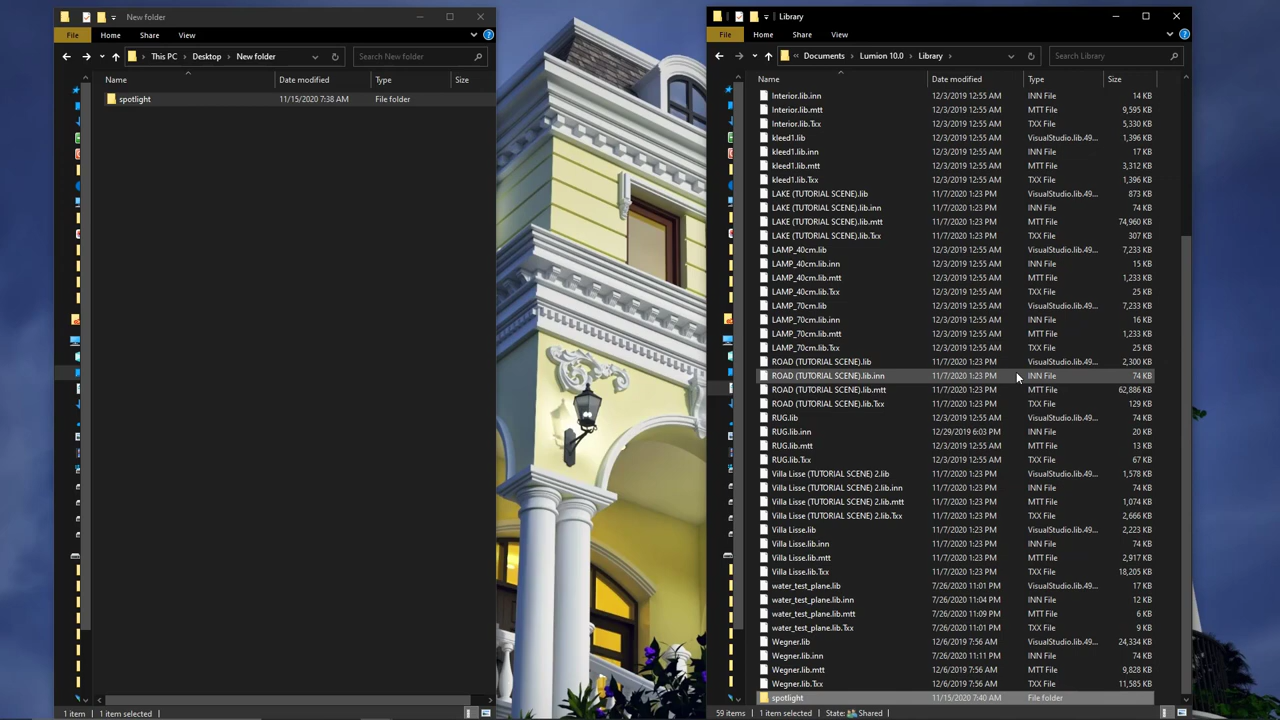 New folder
File Home Share View
This PC Desktop New folder
Search New folder
Name Date modified Type Size
spotlight 11/15/2020 7:38 AM File folder
1 item 1 item selected
Library
File Home Share View
« Documents Lumion 10.0 Library
Search Library
Name Date modified Type Size
Interior.lib.inn 12/3/2019 12:55 AM INN File 14 KB
Interior.lib.mtt 12/3/2019 12:55 AM MTT File 9,595 KB
Interior.lib.Txx 12/3/2019 12:55 AM TXX File 5,330 KB
kleed1.lib 12/3/2019 12:55 AM VisualStudio.lib.49... 1,396 KB
kleed1.lib.inn 12/3/2019 12:55 AM INN File 17 KB
kleed1.lib.mtt 12/3/2019 12:55 AM MTT File 3,312 KB
kleed1.lib.Txx 12/3/2019 12:55 AM TXX File 1,396 KB
LAKE (TUTORIAL SCENE).lib 11/7/2020 1:23 PM VisualStudio.lib.49... 873 KB
LAKE (TUTORIAL SCENE).lib.inn 11/7/2020 1:23 PM INN File 74 KB
LAKE (TUTORIAL SCENE).lib.mtt 11/7/2020 1:23 PM MTT File 74,960 KB
LAKE (TUTORIAL SCENE).lib.Txx 11/7/2020 1:23 PM TXX File 307 KB
LAMP_40cm.lib 12/3/2019 12:55 AM VisualStudio.lib.49... 7,233 KB
LAMP_40cm.lib.inn 12/3/2019 12:55 AM INN File 15 KB
LAMP_40cm.lib.mtt 12/3/2019 12:55 AM MTT File 1,233 KB
LAMP_40cm.lib.Txx 12/3/2019 12:55 AM TXX File 25 KB
LAMP_70cm.lib 12/3/2019 12:55 AM VisualStudio.lib.49... 7,233 KB
LAMP_70cm.lib.inn 12/3/2019 12:55 AM INN File 16 KB
LAMP_70cm.lib.mtt 12/3/2019 12:55 AM MTT File 1,233 KB
LAMP_70cm.lib.Txx 12/3/2019 12:55 AM TXX File 25 KB
ROAD (TUTORIAL SCENE).lib 11/7/2020 1:23 PM VisualStudio.lib.49... 2,300 KB
ROAD (TUTORIAL SCENE).lib.inn 11/7/2020 1:23 PM INN File 74 KB
ROAD (TUTORIAL SCENE).lib.mtt 11/7/2020 1:23 PM MTT File 62,886 KB
ROAD (TUTORIAL SCENE).lib.Txx 11/7/2020 1:23 PM TXX File 129 KB
RUG.lib 12/3/2019 12:55 AM VisualStudio.lib.49... 74 KB
RUG.lib.inn 12/29/2019 6:03 PM INN File 20 KB
RUG.lib.mtt 12/3/2019 12:55 AM MTT File 13 KB
RUG.lib.Txx 12/3/2019 12:55 AM TXX File 67 KB
Villa Lisse (TUTORIAL SCENE) 2.lib 11/7/2020 1:23 PM VisualStudio.lib.49... 1,578 KB
Villa Lisse (TUTORIAL SCENE) 2.lib.inn 11/7/2020 1:23 PM INN File 74 KB
Villa Lisse (TUTORIAL SCENE) 2.lib.mtt 11/7/2020 1:23 PM MTT File 1,074 KB
Villa Lisse (TUTORIAL SCENE) 2.lib.Txx 11/7/2020 1:23 PM TXX File 2,666 KB
Villa Lisse.lib 11/7/2020 1:23 PM VisualStudio.lib.49... 2,223 KB
Villa Lisse.lib.inn 11/7/2020 1:23 PM INN File 74 KB
Villa Lisse.lib.mtt 11/7/2020 1:23 PM MTT File 2,917 KB
Villa Lisse.lib.Txx 11/7/2020 1:23 PM TXX File 18,205 KB
water_test_plane.lib 7/26/2020 11:01 PM VisualStudio.lib.49... 17 KB
water_test_plane.lib.inn 7/26/2020 11:04 PM INN File 12 KB
water_test_plane.lib.mtt 7/26/2020 11:09 PM MTT File 6 KB
water_test_plane.lib.Txx 7/26/2020 11:01 PM TXX File 9 KB
Wegner.lib 12/6/2019 7:56 AM VisualStudio.lib.49... 24,334 KB
Wegner.lib.inn 7/26/2020 11:11 PM INN File 74 KB
Wegner.lib.mtt 12/6/2019 7:56 AM MTT File 9,828 KB
Wegner.lib.Txx 12/6/2019 7:56 AM TXX File 11,585 KB
spotlight 11/15/2020 7:40 AM File folder
59 items 1 item selected State: Shared